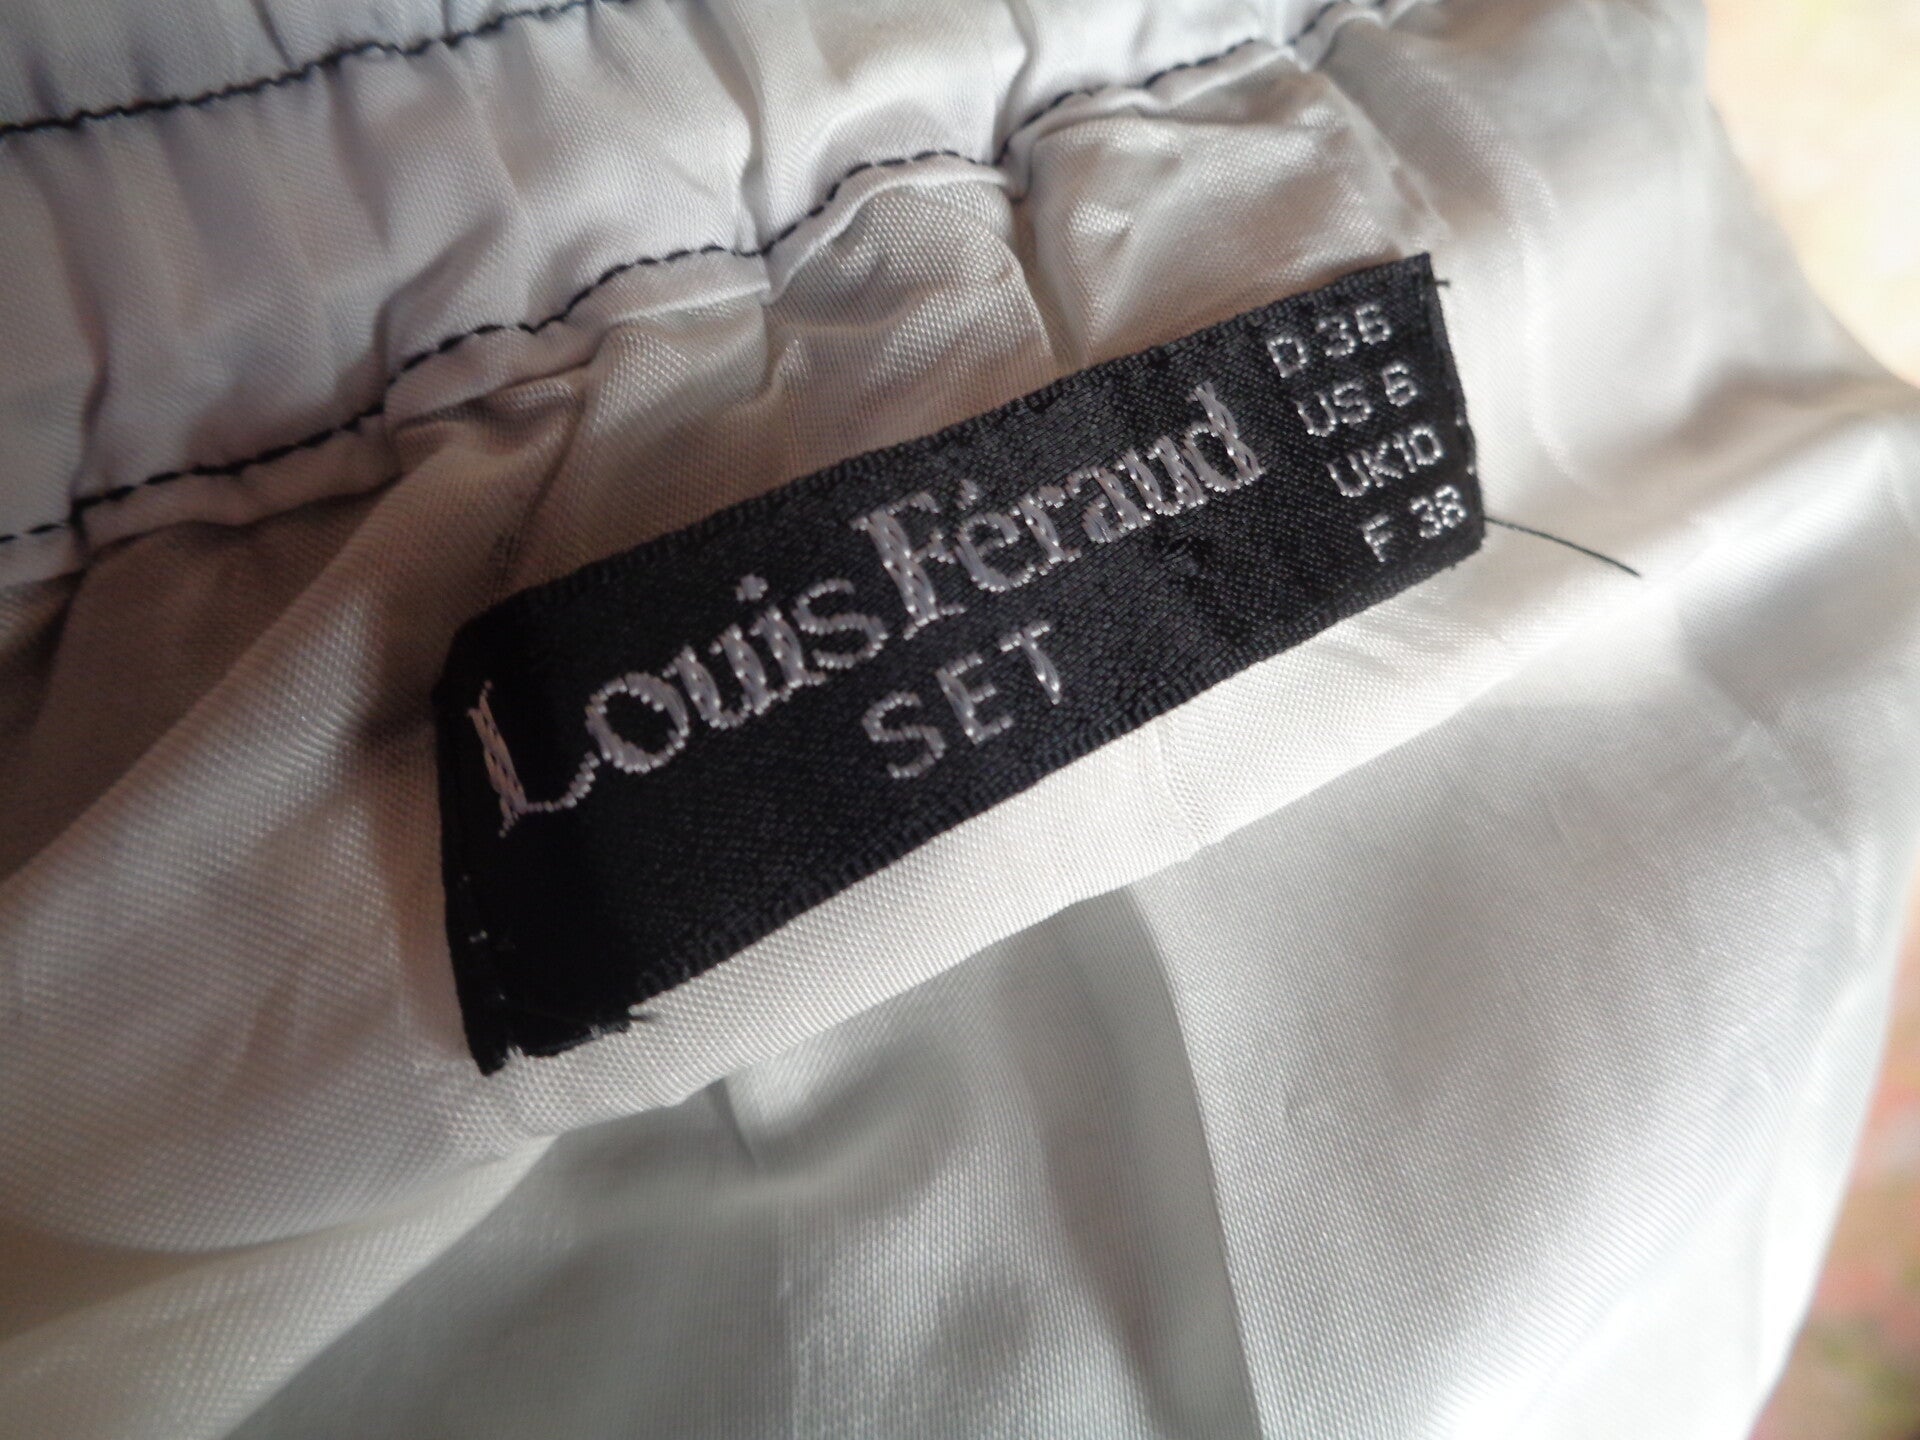 Louis Féraud
SET
D 36
US 6
UK10
F 38